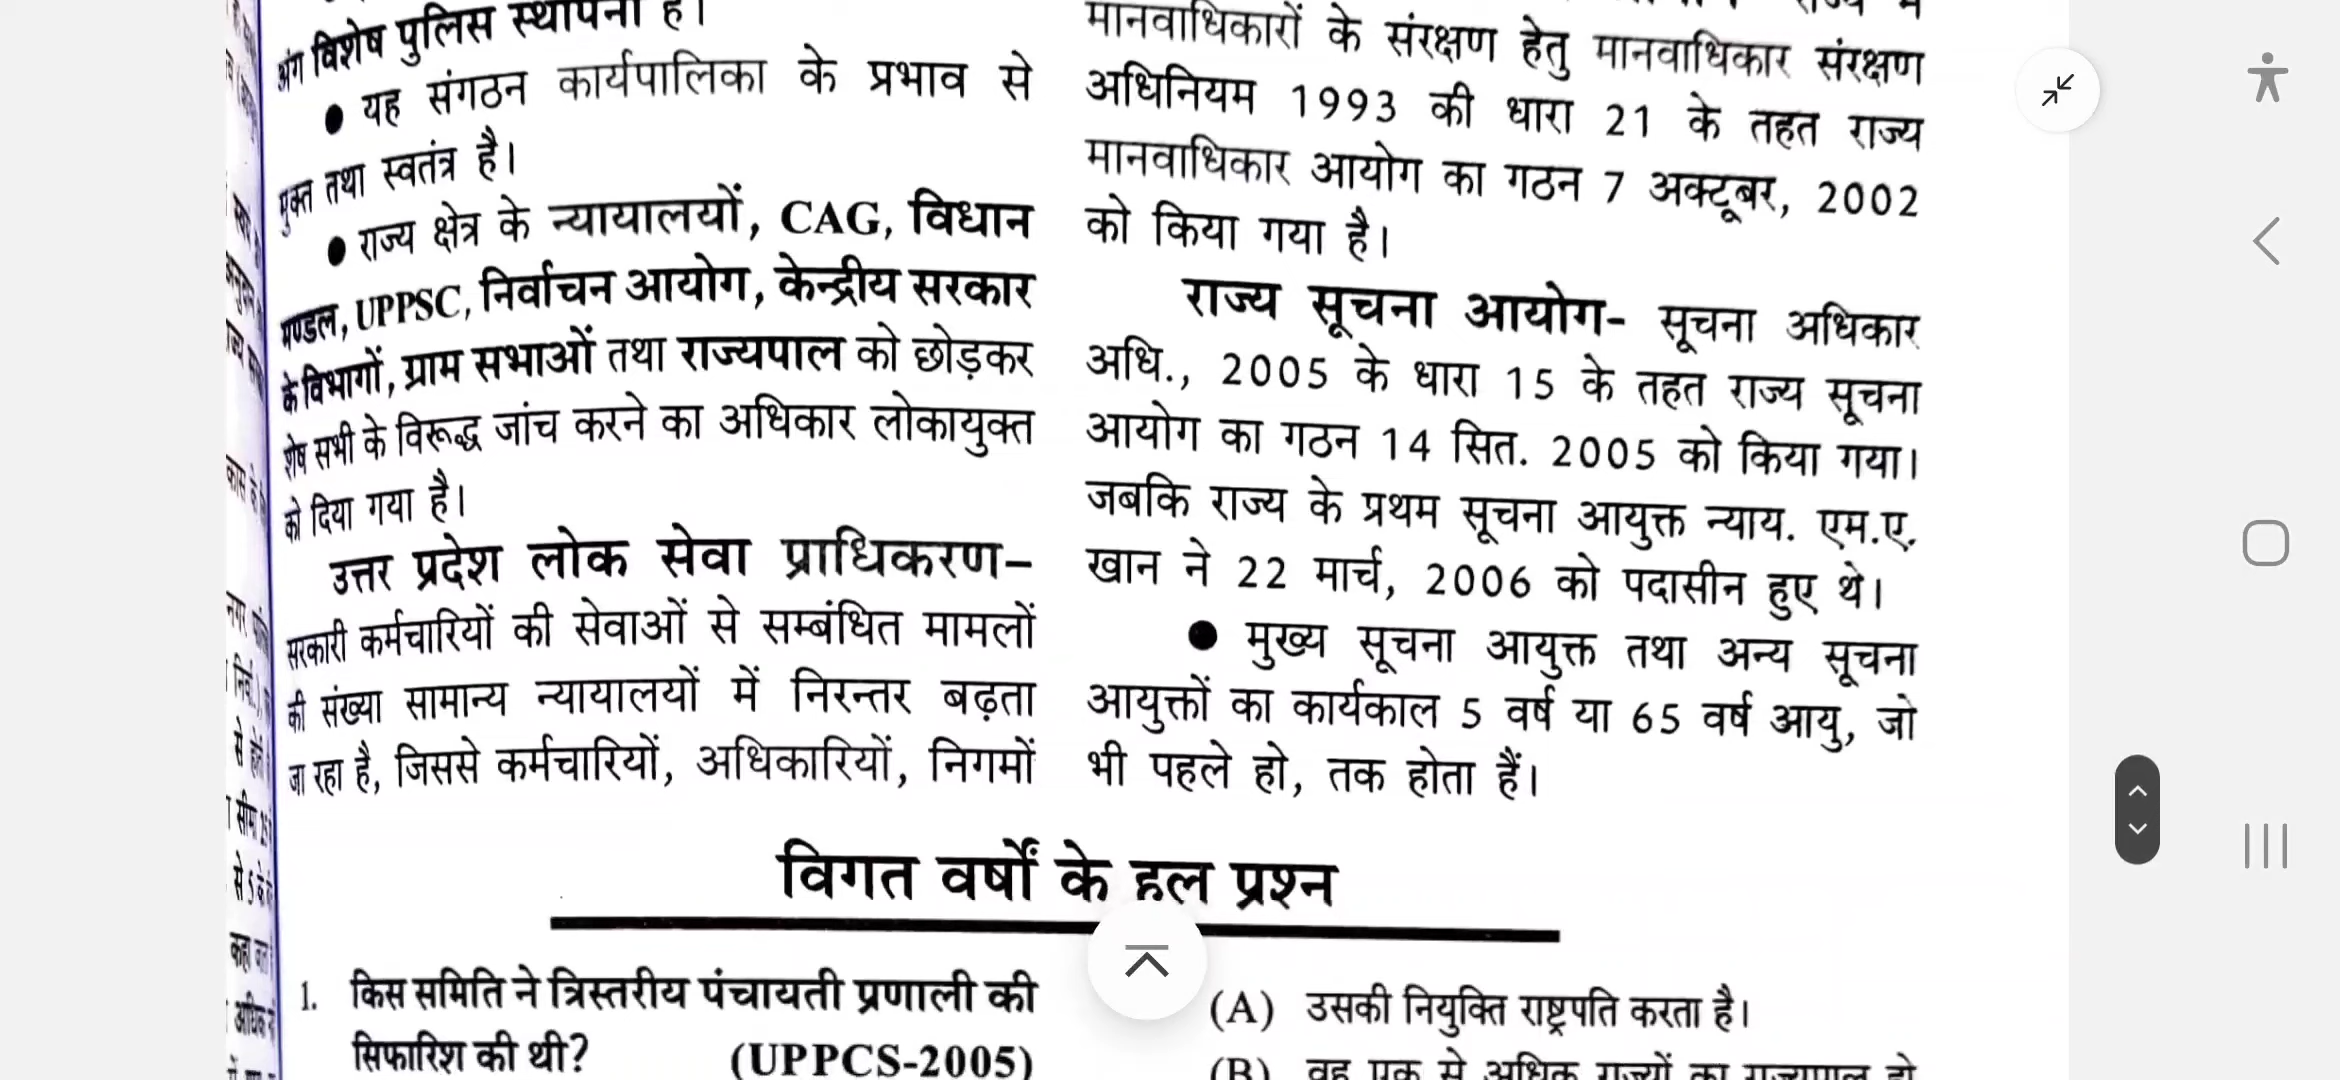 अंग विशेष पुलिस स्थापना है।
● यह संगठन कार्यपालिका के प्रभाव से
मुक्त तथा स्वतंत्र है।
● राज्य क्षेत्र के न्यायालयों, CAG, विधान
मण्डल, UPPSC, निर्वाचन आयोग, केन्द्रीय सरकार
के विभागों, ग्राम सभाओं तथा राज्यपाल को छोड़कर
शेष सभी के विरूद्ध जांच करने का अधिकार लोकायुक्त
को दिया गया है।
उत्तर प्रदेश लोक सेवा प्राधिकरण–
सरकारी कर्मचारियों की सेवाओं से सम्बंधित मामलों
की संख्या सामान्य न्यायालयों में निरन्तर बढ़ता
जा रहा है, जिससे कर्मचारियों, अधिकारियों, निगमों
मानवाधिकारों के संरक्षण हेतु मानवाधिकार संरक्षण
अधिनियम 1993 की धारा 21 के तहत राज्य
मानवाधिकार आयोग का गठन 7 अक्टूबर, 2002
को किया गया है।
राज्य सूचना आयोग- सूचना अधिकार
अधि., 2005 के धारा 15 के तहत राज्य सूचना
आयोग का गठन 14 सित. 2005 को किया गया।
जबकि राज्य के प्रथम सूचना आयुक्त न्याय. एम.ए.
खान ने 22 मार्च, 2006 को पदासीन हुए थे।
● मुख्य सूचना आयुक्त तथा अन्य सूचना
आयुक्तों का कार्यकाल 5 वर्ष या 65 वर्ष आयु, जो
भी पहले हो, तक होता हैं।
विगत वर्षों के हल प्रश्न
1. किस समिति ने त्रिस्तरीय पंचायती प्रणाली की
सिफारिश की थी? (UPPCS-2005)
(A) उसकी नियुक्ति राष्ट्रपति करता है।
(B) वह एक से अधिक राज्यों का राज्यपाल हो